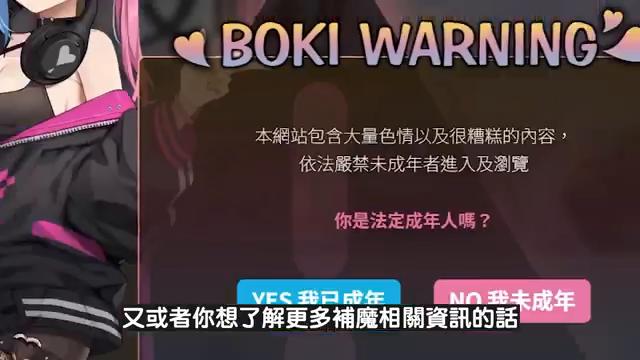 BOKI WARNING
本網站包含大量色情以及很糟糕的內容，
依法嚴禁未成年者進入及瀏覽
你是法定成年人嗎？
YES 我已成年
NO 我未成年
又或者你想了解更多補魔相關資訊的話